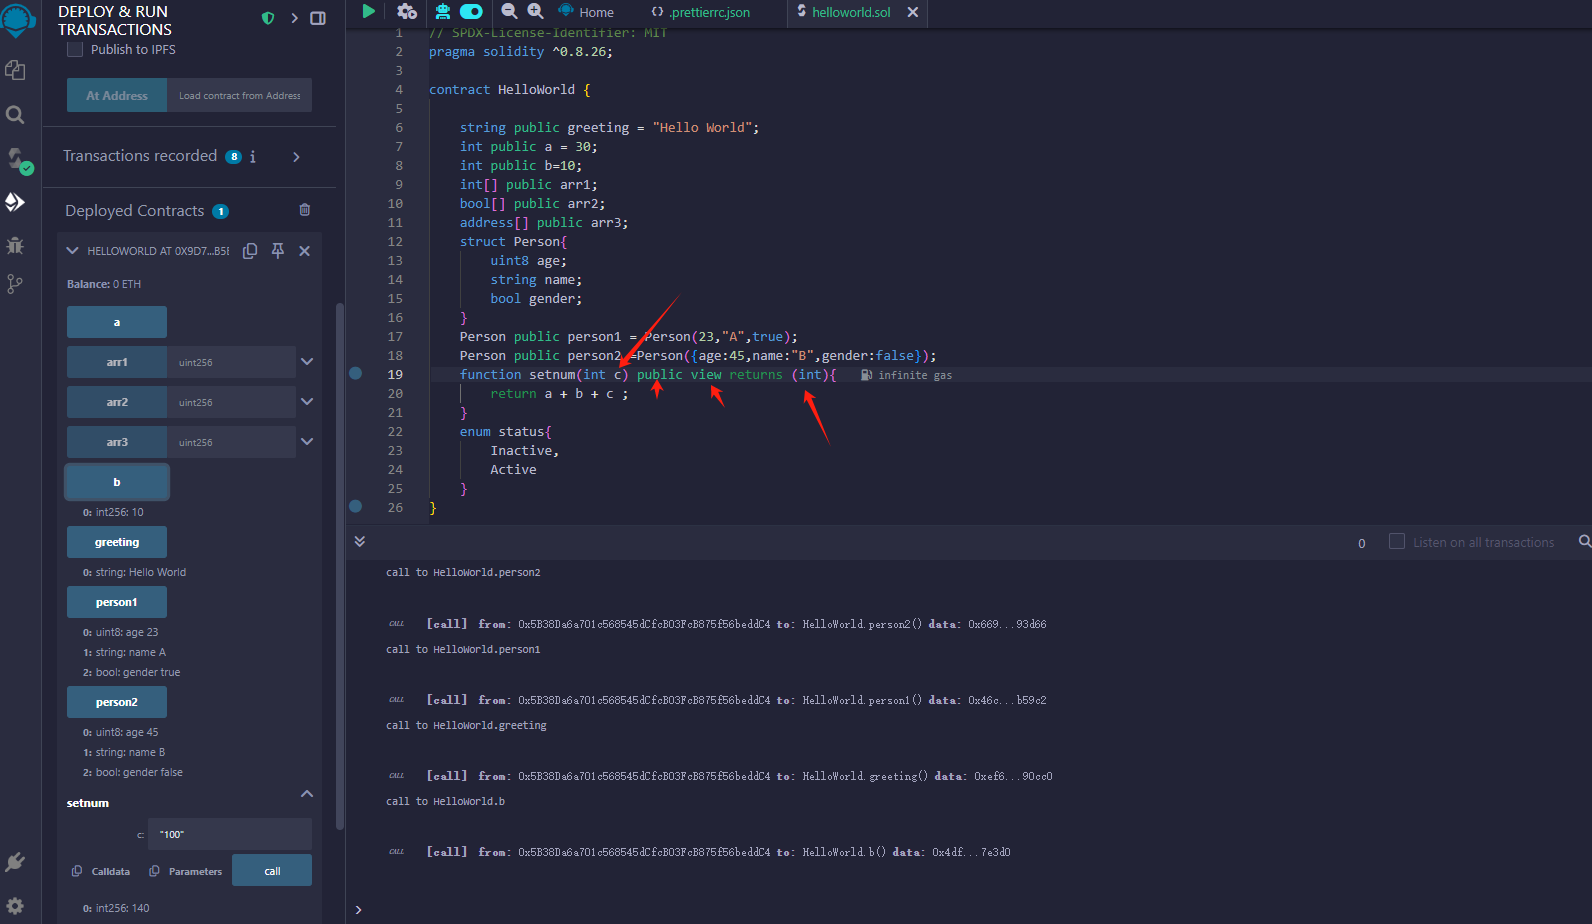 DEPLOY & RUN
TRANSACTIONS
Publish to IPFS
At Address
Load contract from Address
Transactions recorded 8 i
Deployed Contracts 1
HELLOWORLD AT 0X9D7...B5E
Balance: 0 ETH
a
arr1 uint256
arr2 uint256
arr3 uint256
b
0: int256: 10
greeting
0: string: Hello World
person1
0: uint8: age 23
1: string: name A
2: bool: gender true
person2
0: uint8: age 45
1: string: name B
2: bool: gender false
setnum
c: "100"
Calldata Parameters call
0: int256: 140
Home {} .prettierrc.json helloworld.sol
1 // SPDX-License-Identifier: MIT
2 pragma solidity ^0.8.26;
3
4 contract HelloWorld {
5
6 string public greeting = "Hello World";
7 int public a = 30;
8 int public b=10;
9 int[] public arr1;
10 bool[] public arr2;
11 address[] public arr3;
12 struct Person{
13 uint8 age;
14 string name;
15 bool gender;
16 }
17 Person public person1 = Person(23,"A",true);
18 Person public person2 =Person({age:45,name:"B",gender:false});
19 function setnum(int c) public view returns (int){ infinite gas
20 return a + b + c ;
21 }
22 enum status{
23 Inactive,
24 Active
25 }
26 }
0 Listen on all transactions
call to HelloWorld.person2
CALL [call] from: 0x5B38Da6a701c568545dCfcB03FcB875f56beddC4 to: HelloWorld.person2() data: 0x669...93d66
call to HelloWorld.person1
CALL [call] from: 0x5B38Da6a701c568545dCfcB03FcB875f56beddC4 to: HelloWorld.person1() data: 0x46c...b59c2
call to HelloWorld.greeting
CALL [call] from: 0x5B38Da6a701c568545dCfcB03FcB875f56beddC4 to: HelloWorld.greeting() data: 0xef6...90cc0
call to HelloWorld.b
CALL [call] from: 0x5B38Da6a701c568545dCfcB03FcB875f56beddC4 to: HelloWorld.b() data: 0x4df...7e3d0
>